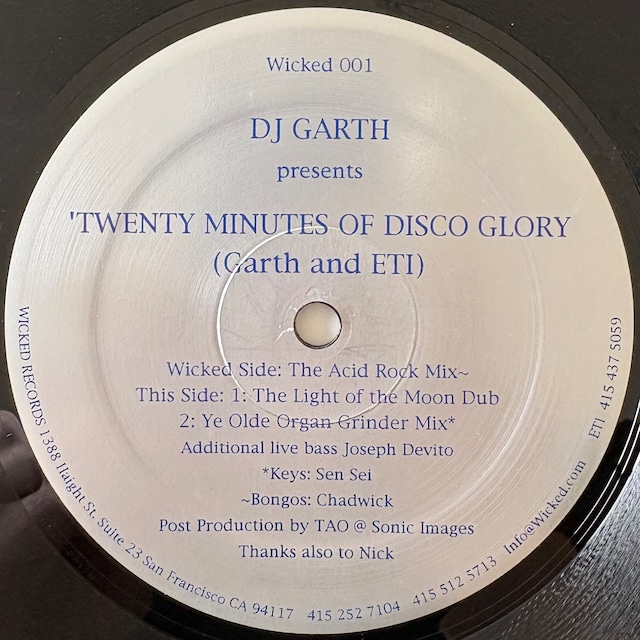 Wicked 001
DJ GARTH
presents
'TWENTY MINUTES OF DISCO GLORY
(Garth and ETI)
Wicked Side: The Acid Rock Mix~
This Side: 1: The Light of the Moon Dub
2: Ye Olde Organ Grinder Mix*
Additional live bass Joseph Devito
*Keys: Sen Sei
~Bongos: Chadwick
Post Production by TAO @ Sonic Images
Thanks also to Nick
WICKED RECORDS 1388 Haight St. Suite 23 San Francisco CA 94117 415 252 7104 415 512 5713 Info@Wicked.com ETI 415 437 5059